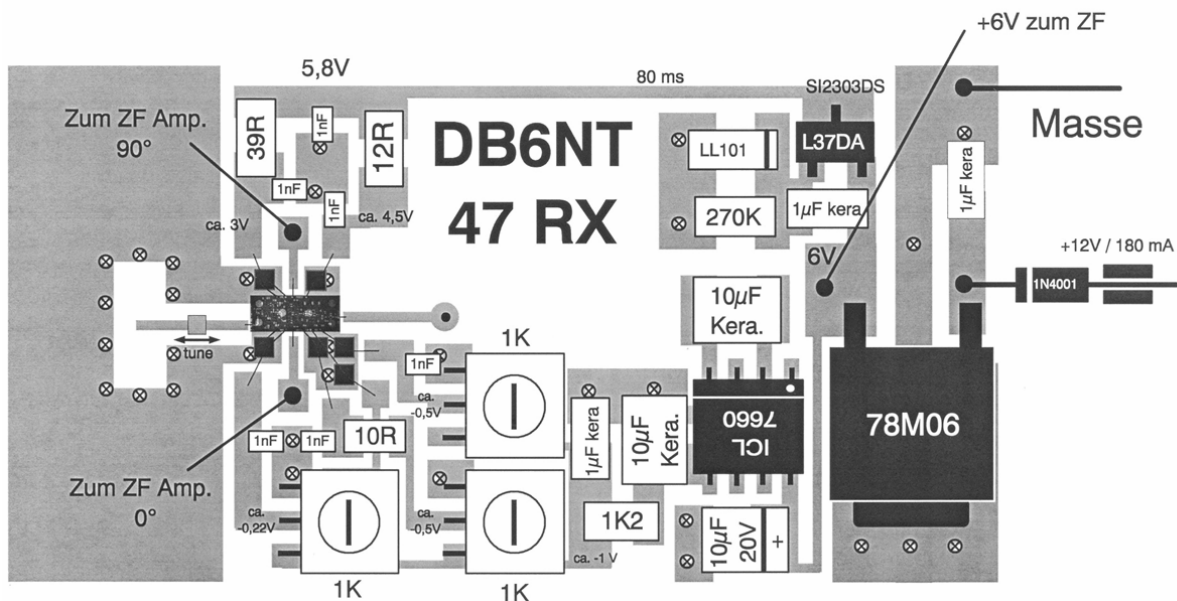 +6V zum ZF
5,8V
80 ms
SI2303DS
Zum ZF Amp.
90°
39R
1nF
12R
DB6NT
47 RX
LL101
L37DA
Masse
1nF
1nF
270K
1µF kera
1µF kera
ca. 3V
ca. 4,5V
6V
+12V / 180 mA
1N4001
10µF
Kera.
tune
1K
1nF
ca.
-0,5V
78M06
ICL
7660
10R
1nF
1nF
1µF kera
10µF
Kera.
Zum ZF Amp.
0°
ca.
-0,22V
ca.
-0,5V
1K2
10µF
20V
+
ca. -1 V
1K
1K